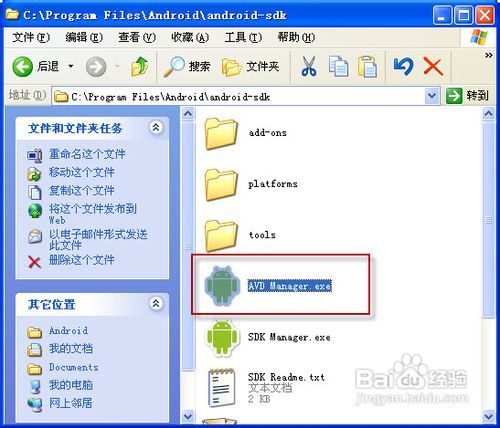 C:\Program Files\Android\android-sdk
文件(F) 编辑(E) 查看(V) 收藏(A) 工具(T) 帮助(H)
后退 搜索 文件夹
地址(D) C:\Program Files\Android\android-sdk 转到
文件和文件夹任务
重命名这个文件
移动这个文件
复制这个文件
将这个文件发布到
Web
以电子邮件形式发送
此文件
删除这个文件
其它位置
Android
我的文档
Documents
我的电脑
网上邻居
add-ons
platforms
tools
AVD Manager.exe
SDK Manager.exe
SDK Readme.txt
文本文档
2 KB
Baidu经验
jingyan.baidu.com